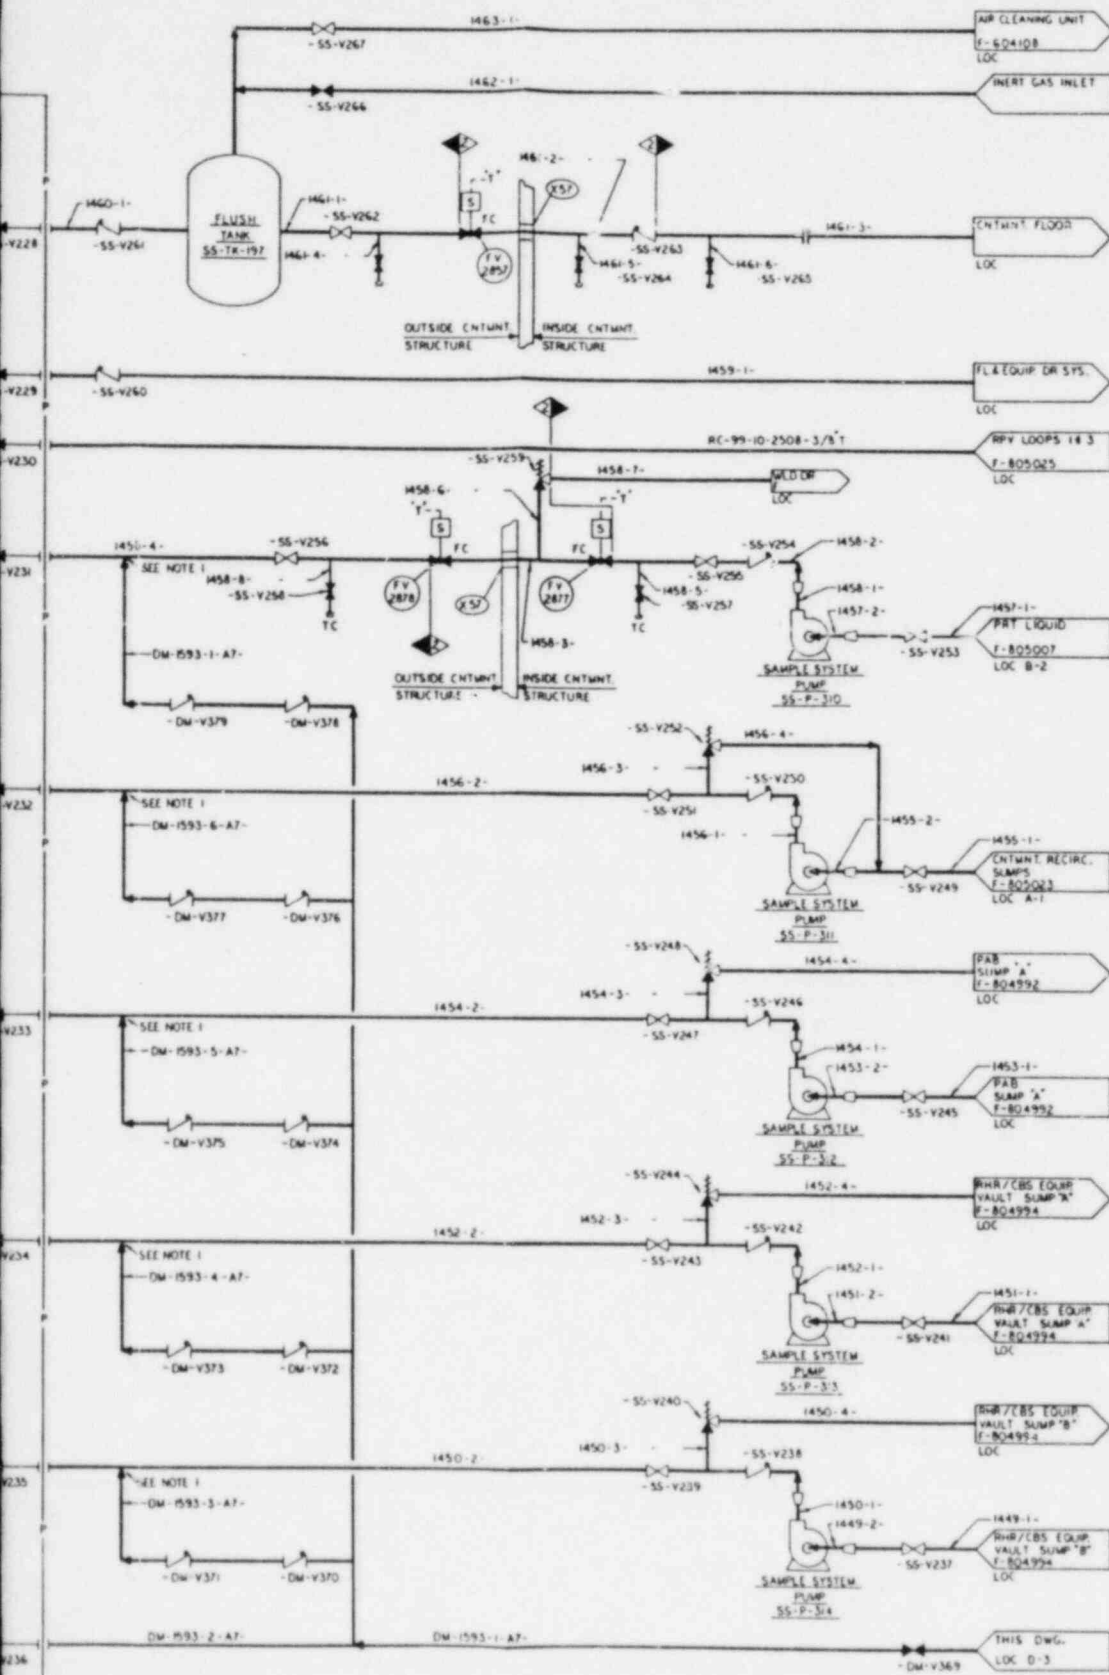 1463-1-
AIR CLEANING UNIT
F-604108
LOC
-SS-V267
1462-1-
INERT GAS INLET
-SS-V266
2
2
1461-2-
"T"
X57
S
FC
P
1460-1-
FLUSH
TANK
SS-TK-197
1461-1-
-SS-V262
1461-3-
CNTMNT. FLOOR
LOC
-V228
-SS-V261
1461-4-
FV
2857
-SS-V263
1461-5-
-SS-V264
1461-6-
-SS-V265
OUTSIDE CNTMNT.
STRUCTURE
INSIDE CNTMNT.
STRUCTURE
1459-1-
FL & EQUIP. DR SYS.
LOC
-V229
-SS-V260
P
2
RC-99-10-2508-3/8"T
RPV LOOPS 1& 3
F-805025
LOC
-V230
-SS-V259
1458-7-
LOC
1458-6-
"T"
"T"
S
S
FC
FC
1458-4-
SEE NOTE 1
-SS-V256
-SS-V254
1458-2-
-V231
1458-8-
-SS-V258
TC
FV
2878
X57
FV
2877
1458-5-
-SS-V255
-SS-V257
TC
1458-1-
1457-2-
1457-1-
PRT LIQUID
F-805007
LOC B-2
P
2
1458-3-
-SS-V253
-DM-1593-1-A7-
OUTSIDE CNTMNT.
STRUCTURE
INSIDE CNTMNT.
STRUCTURE
SAMPLE SYSTEM
PUMP
SS-P-310
-DM-V379
-DM-V378
-SS-V252
1456-4-
1456-3-
-SS-V250
1456-2-
-V232
SEE NOTE 1
-SS-V251
-DM-1593-6-A7-
1456-1-
1455-2-
1455-1-
CNTMNT. RECIRC.
SUMPS
F-805023
LOC A-1
P
-SS-V249
-DM-V377
-DM-V376
SAMPLE SYSTEM
PUMP
SS-P-311
-SS-V248
1454-4-
PAB
SUMP "A"
F-804992
LOC
1454-3-
-SS-V246
1454-2-
-V233
SEE NOTE 1
-SS-V247
-DM-1593-5-A7-
1454-1-
1453-2-
1453-1-
PAB
SUMP "A"
F-804992
LOC
P
-SS-V245
-DM-V375
-DM-V374
SAMPLE SYSTEM
PUMP
SS-P-312
-SS-V244
1452-4-
RHR/CBS EQUIP.
VAULT SUMP "A"
F-804994
LOC
1452-3-
-SS-V242
1452-2-
V234
SEE NOTE 1
-SS-V243
-DM-1593-4-A7-
1452-1-
1451-2-
1451-1-
RHR/CBS EQUIP.
VAULT SUMP "A"
F-804994
LOC
P
-SS-V241
-DM-V373
-DM-V372
SAMPLE SYSTEM
PUMP
SS-P-313
-SS-V240
1450-4-
RHR/CBS EQUIP.
VAULT SUMP "B"
F-804994
LOC
1450-3-
-SS-V238
1450-2-
V235
SEE NOTE 1
-SS-V239
-DM-1593-3-A7-
1450-1-
1449-2-
1449-1-
RHR/CBS EQUIP.
VAULT SUMP "B"
F-804994
LOC
P
-SS-V237
-DM-V371
-DM-V370
SAMPLE SYSTEM
PUMP
SS-P-314
DM-1593-2-A7-
DM-1593-1-A7-
THIS DWG.
LOC D-3
V236
-DM-V369